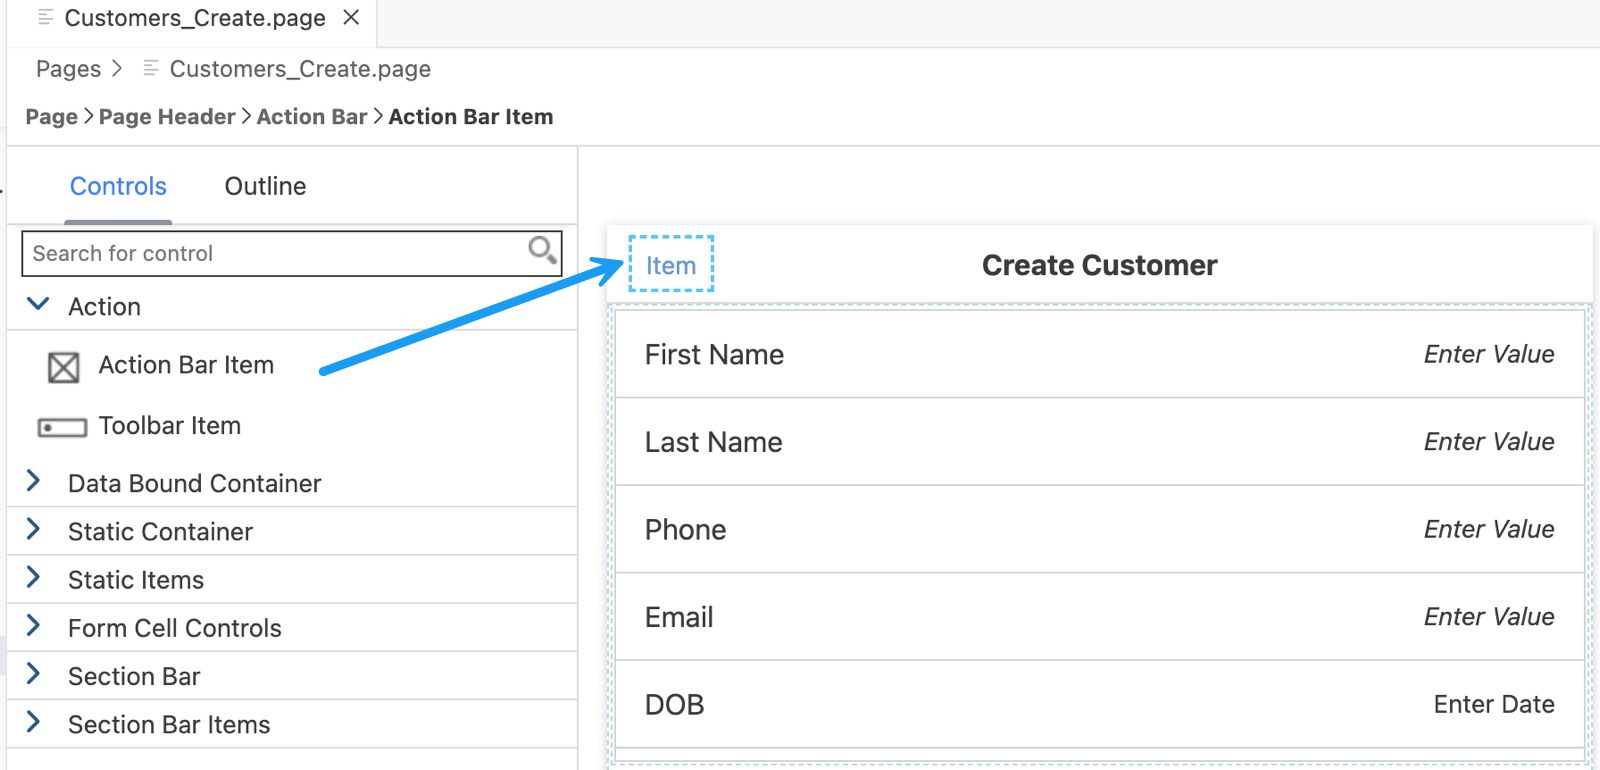 Customers_Create.page
Pages > Customers_Create.page
Page > Page Header > Action Bar > Action Bar Item
Controls Outline
Search for control
Action
Action Bar Item
Toolbar Item
Data Bound Container
Static Container
Static Items
Form Cell Controls
Section Bar
Section Bar Items
Item Create Customer
First Name Enter Value
Last Name Enter Value
Phone Enter Value
Email Enter Value
DOB Enter Date